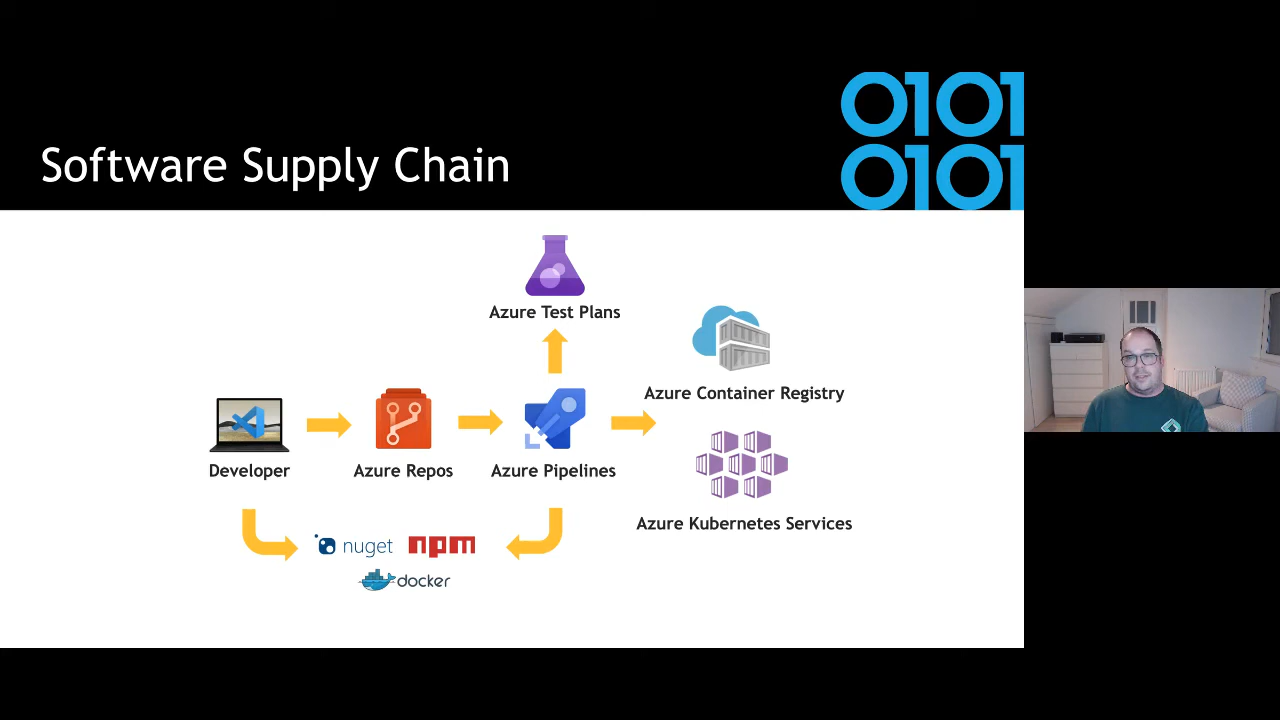 0101
0101
Software Supply Chain
Azure Test Plans
Azure Container Registry
Developer
Azure Repos
Azure Pipelines
Azure Kubernetes Services
nuget
npm
docker